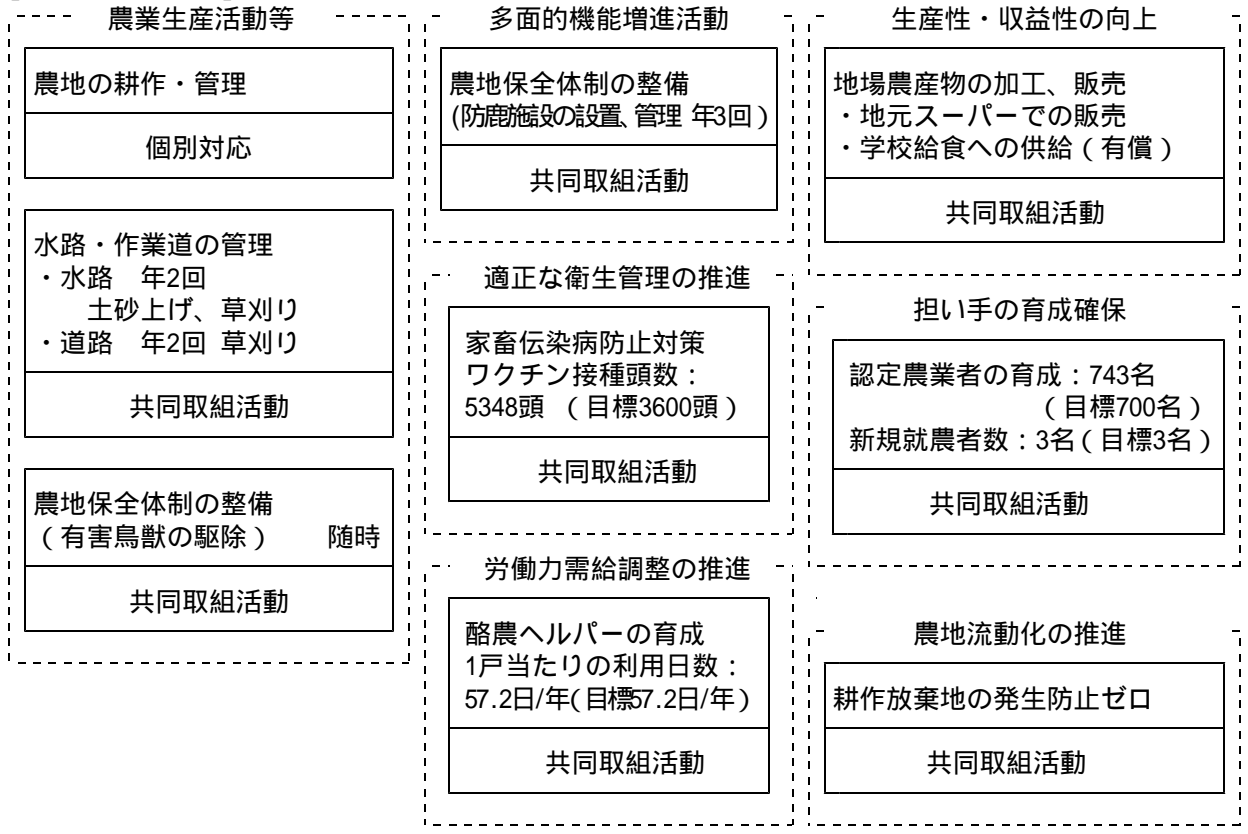 農業生産活動等
農地の耕作・管理
個別対応
水路・作業道の管理
・水路　年2回
土砂上げ、草刈り
・道路　年2回 草刈り
共同取組活動
農地保全体制の整備
（有害鳥獣の駆除）　随時
共同取組活動
多面的機能増進活動
農地保全体制の整備
(防鹿施設の設置、管理 年3回）
共同取組活動
適正な衛生管理の推進
家畜伝染病防止対策
ワクチン接種頭数：
5348頭　（目標3600頭）
共同取組活動
労働力需給調整の推進
酪農ヘルパーの育成
1戸当たりの利用日数：
57.2日/年（目標57.2日/年）
共同取組活動
生産性・収益性の向上
地場農産物の加工、販売
・地元スーパーでの販売
・学校給食への供給（有償）
共同取組活動
担い手の育成確保
認定農業者の育成：743名
（目標700名）
新規就農者数：3名（目標3名）
共同取組活動
農地流動化の推進
耕作放棄地の発生防止ゼロ
共同取組活動